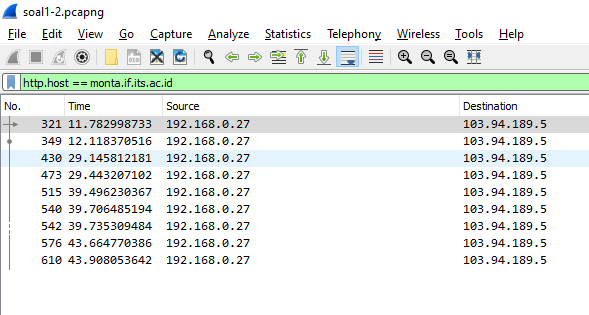 soal1-2.pcapng
File Edit View Go Capture Analyze Statistics Telephony Wireless Tools Help
http.host == monta.if.its.ac.id
No. Time Source Destination
321 11.782998733 192.168.0.27 103.94.189.5
349 12.118370516 192.168.0.27 103.94.189.5
430 29.145812181 192.168.0.27 103.94.189.5
473 29.443207102 192.168.0.27 103.94.189.5
515 39.496230367 192.168.0.27 103.94.189.5
540 39.706485194 192.168.0.27 103.94.189.5
542 39.735309484 192.168.0.27 103.94.189.5
576 43.664770386 192.168.0.27 103.94.189.5
610 43.908053642 192.168.0.27 103.94.189.5